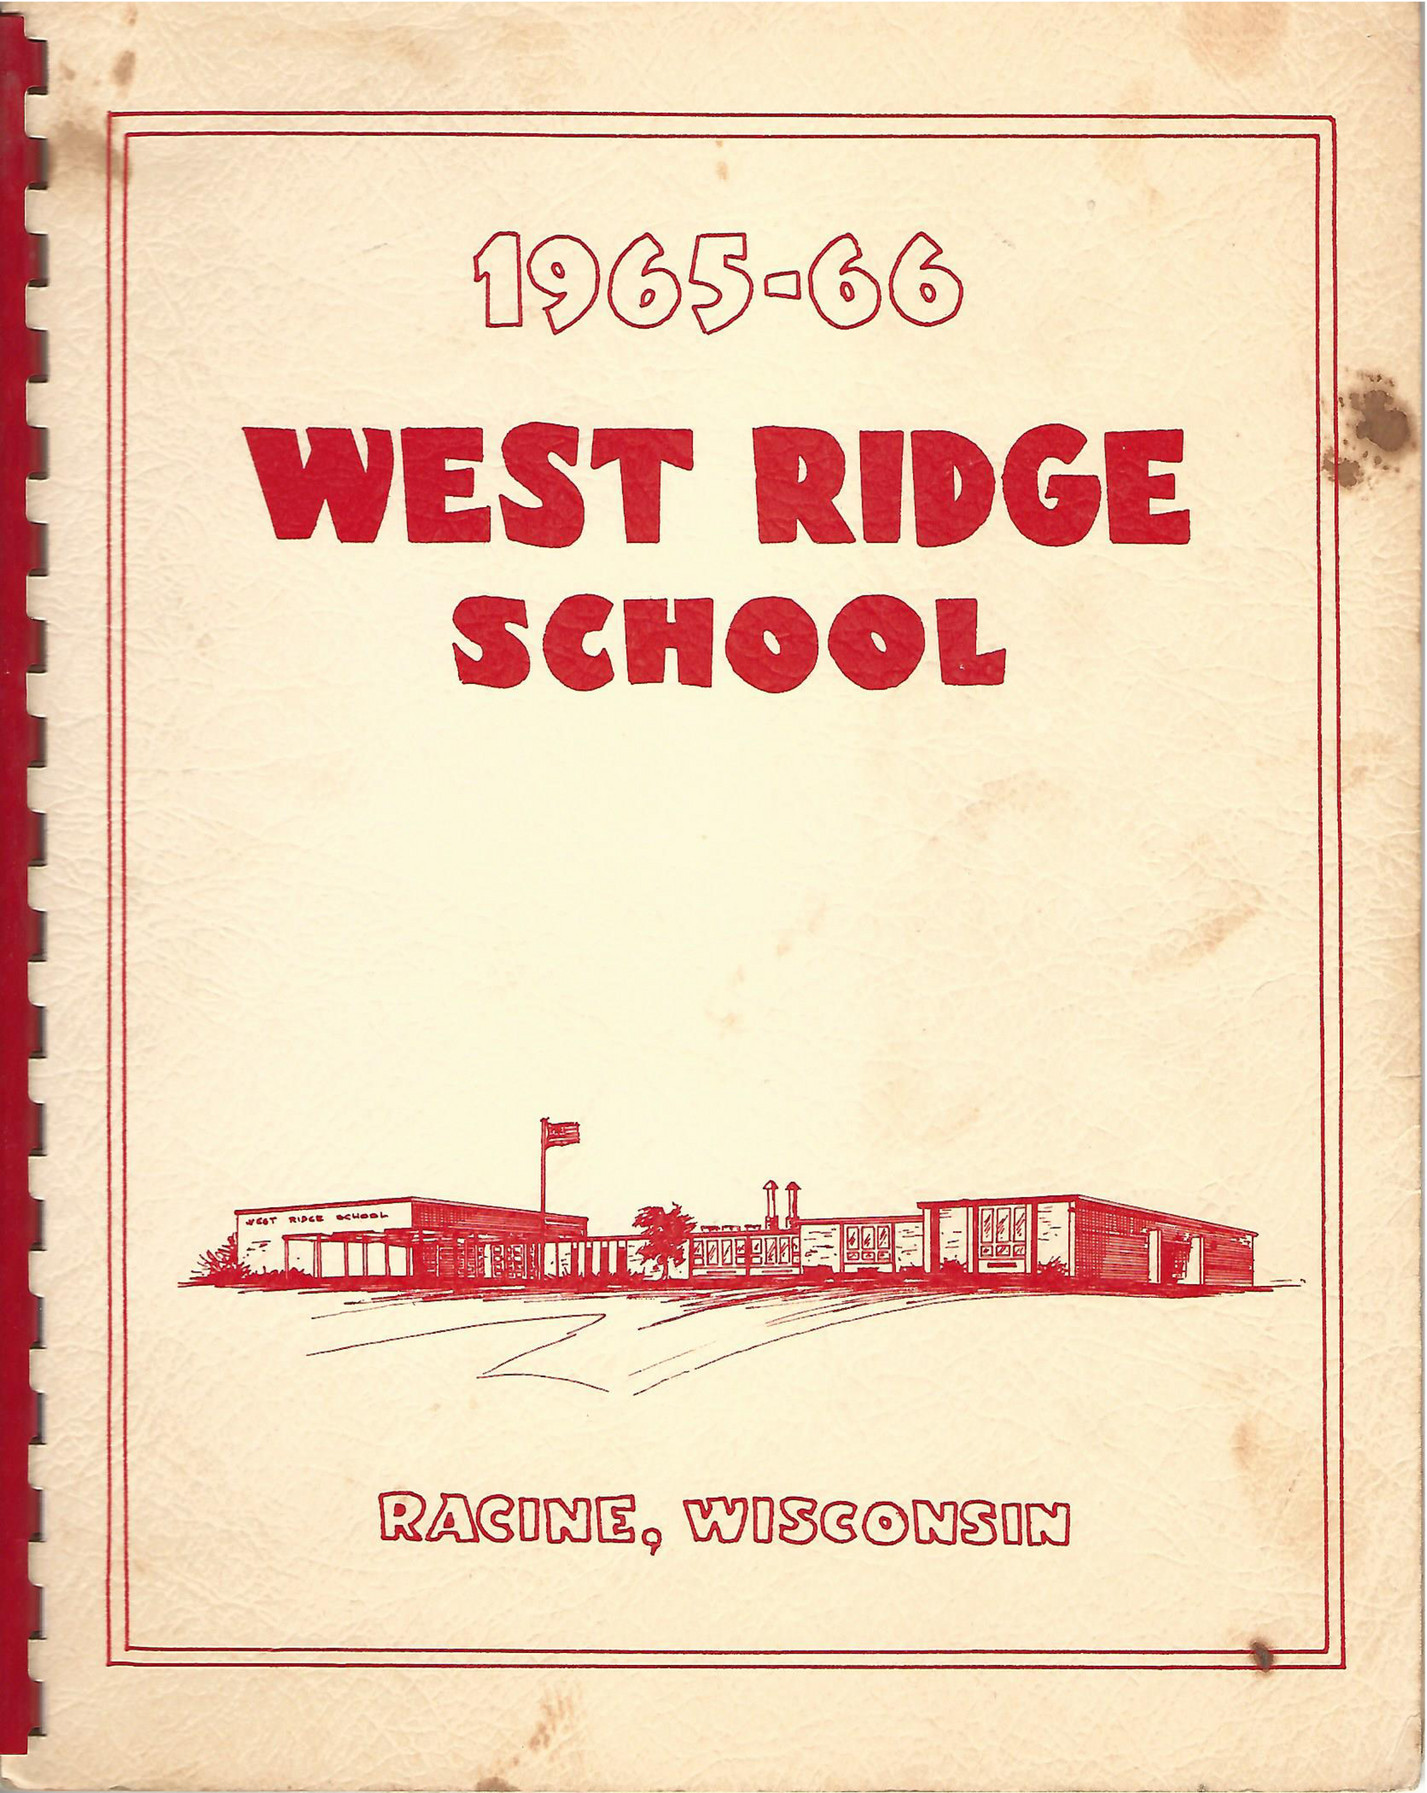 1965-66
WEST RIDGE
SCHOOL
WEST RIDGE SCHOOL
RACINE, WISCONSIN